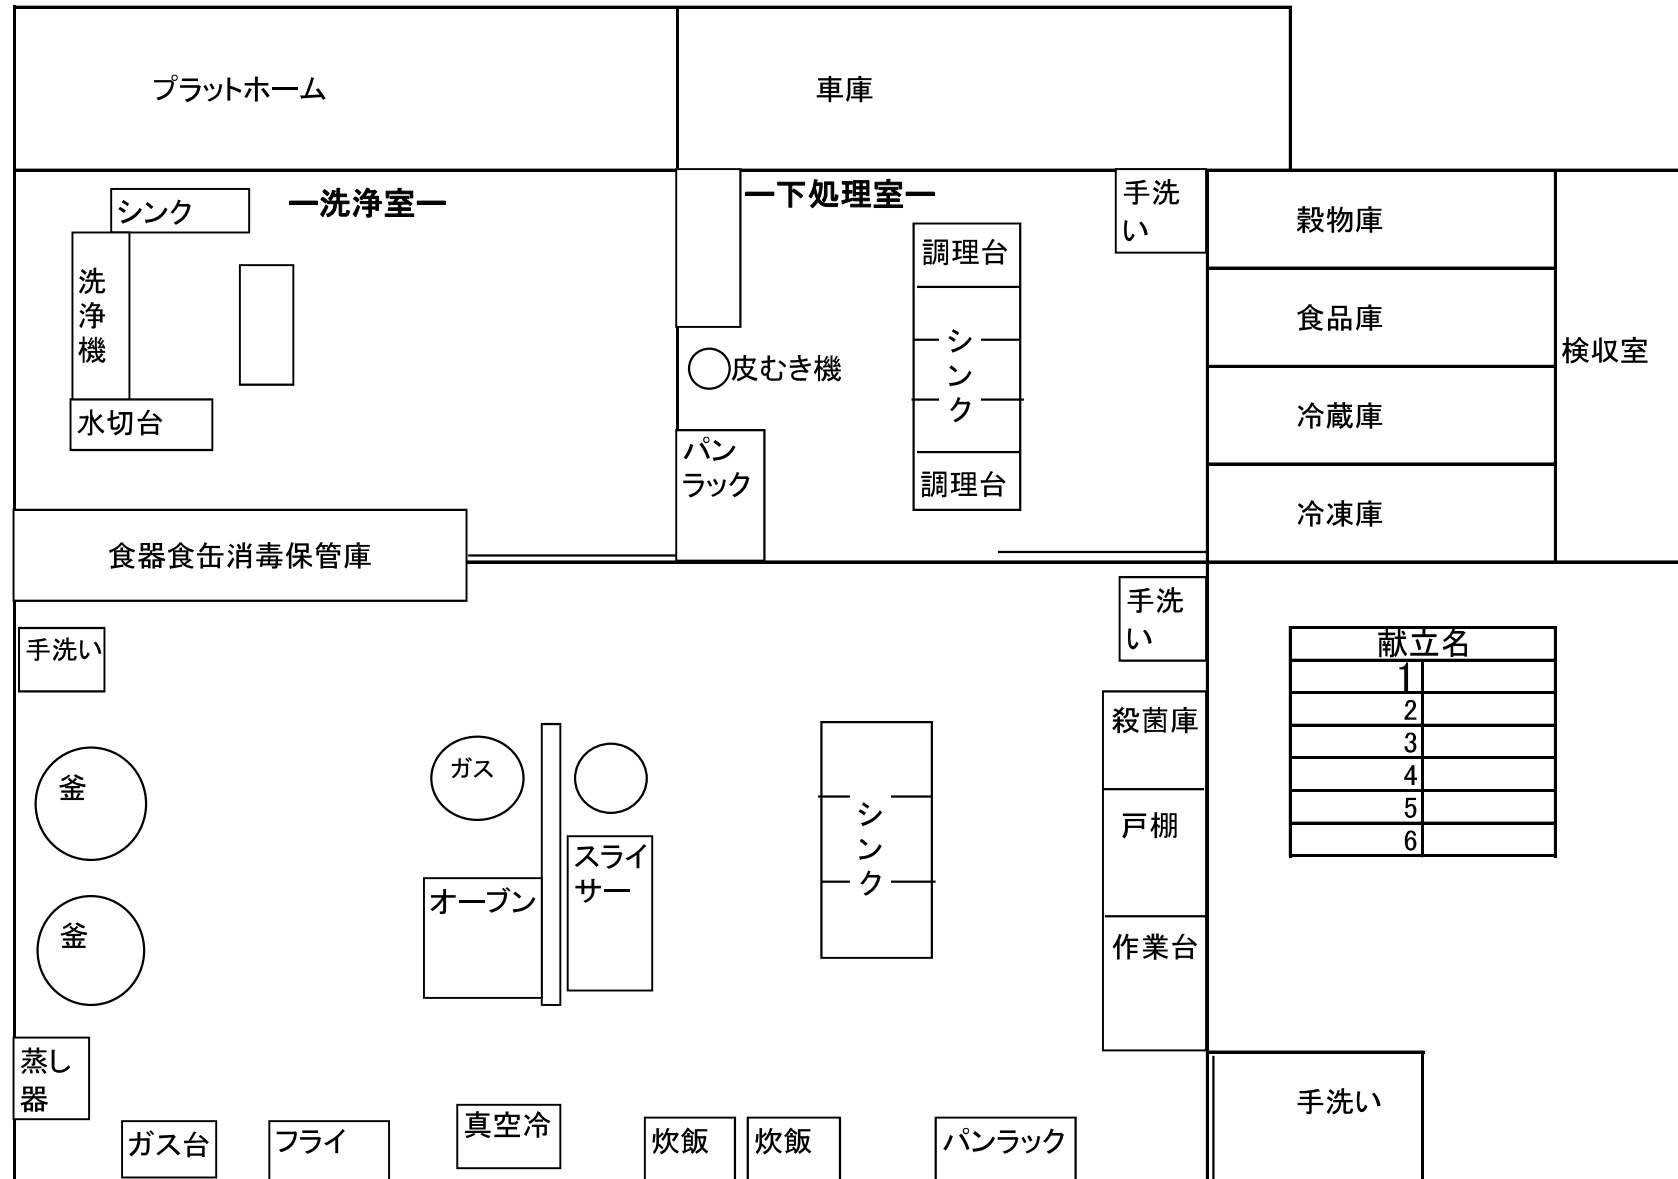 プラットホーム
車庫
ー洗浄室ー
ー下処理室ー
手洗
い
シンク
洗
浄
機
水切台
調理台
シ
ン
ク
調理台
皮むき機
パン
ラック
穀物庫
食品庫
冷蔵庫
冷凍庫
検収室
食器食缶消毒保管庫
手洗
い
手洗い
献立名
1
2
3
4
5
6
殺菌庫
戸棚
作業台
釜
釜
ガス
オーブン
スライ
サー
シ
ン
ク
蒸し
器
ガス台
フライ
真空冷
炊飯
炊飯
パンラック
手洗い